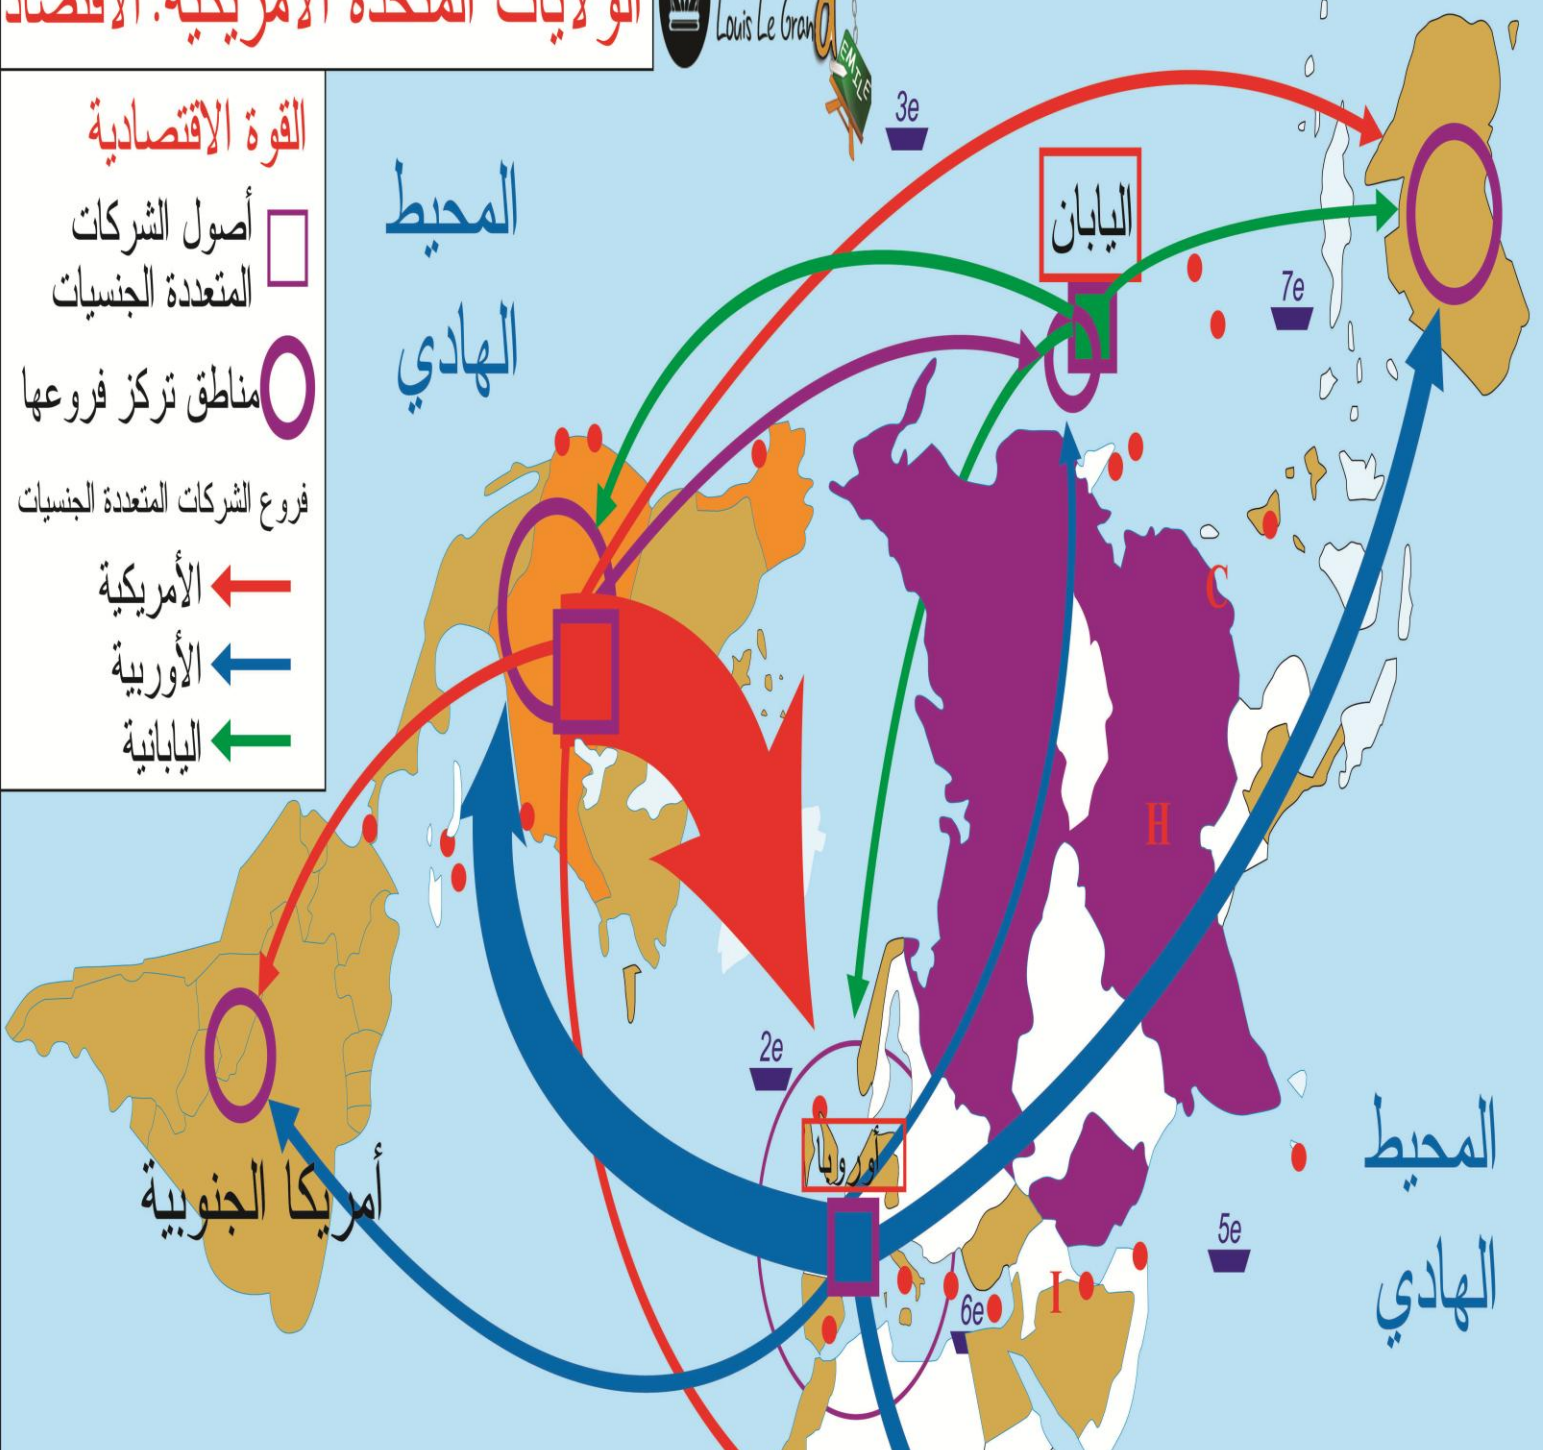 الولايات المتحدة الأمريكية: الاقتصاد
Louis Le Grand
EMILE
القوة الاقتصادية
أصول الشركات
المتعددة الجنسيات
مناطق تركز فروعها
فروع الشركات المتعددة الجنسيات
الأمريكية
الأوربية
اليابانية
المحيط
الهادي
3e
اليابان
7e
C
H
2e
أوروبا
أمريكا الجنوبية
المحيط
الهادي
5e
6e
I